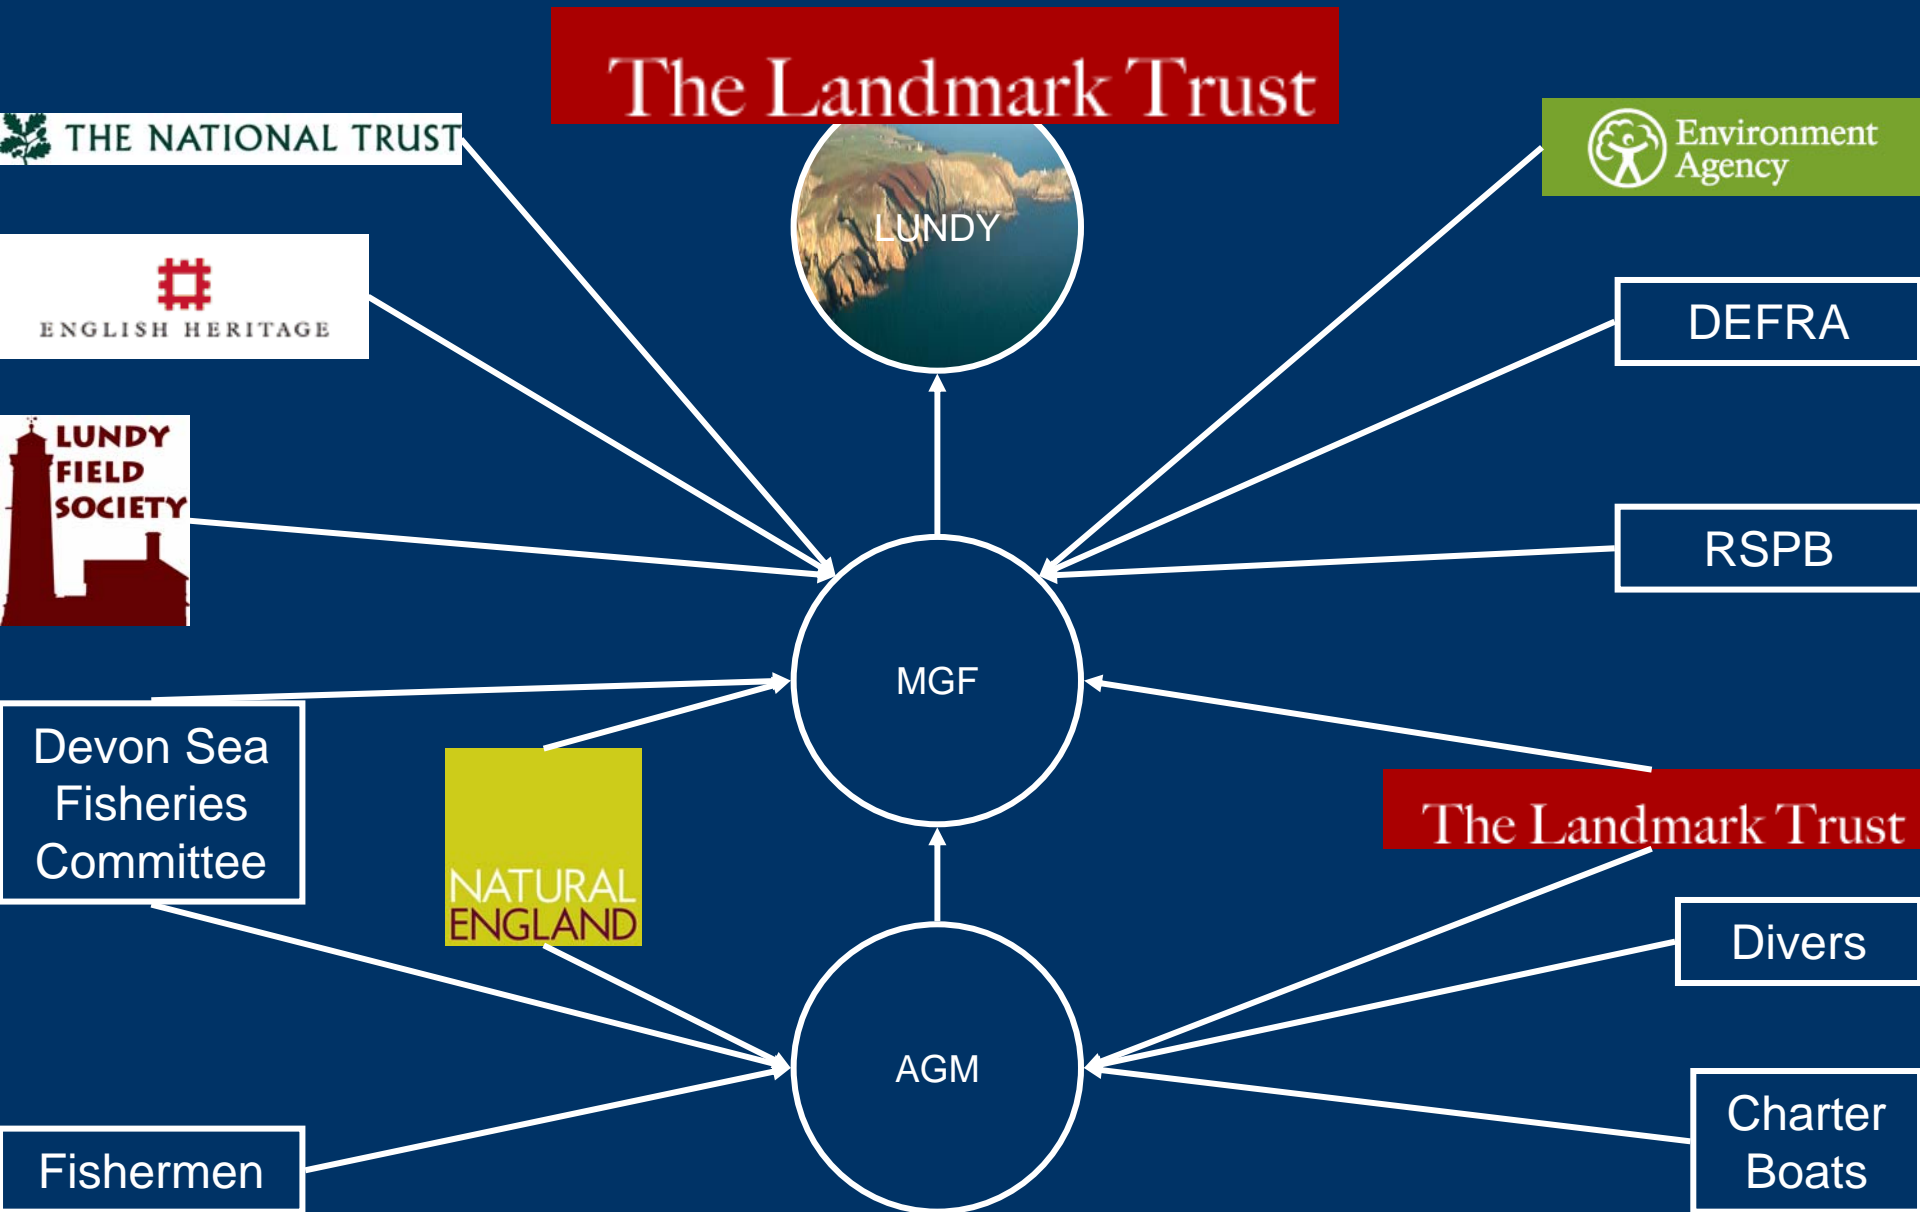 The Landmark Trust
THE NATIONAL TRUST
Environment
Agency
LUNDY
ENGLISH HERITAGE
DEFRA
LUNDY
FIELD
SOCIETY
RSPB
MGF
Devon Sea
Fisheries
Committee
NATURAL
ENGLAND
The Landmark Trust
Divers
AGM
Fishermen
Charter
Boats